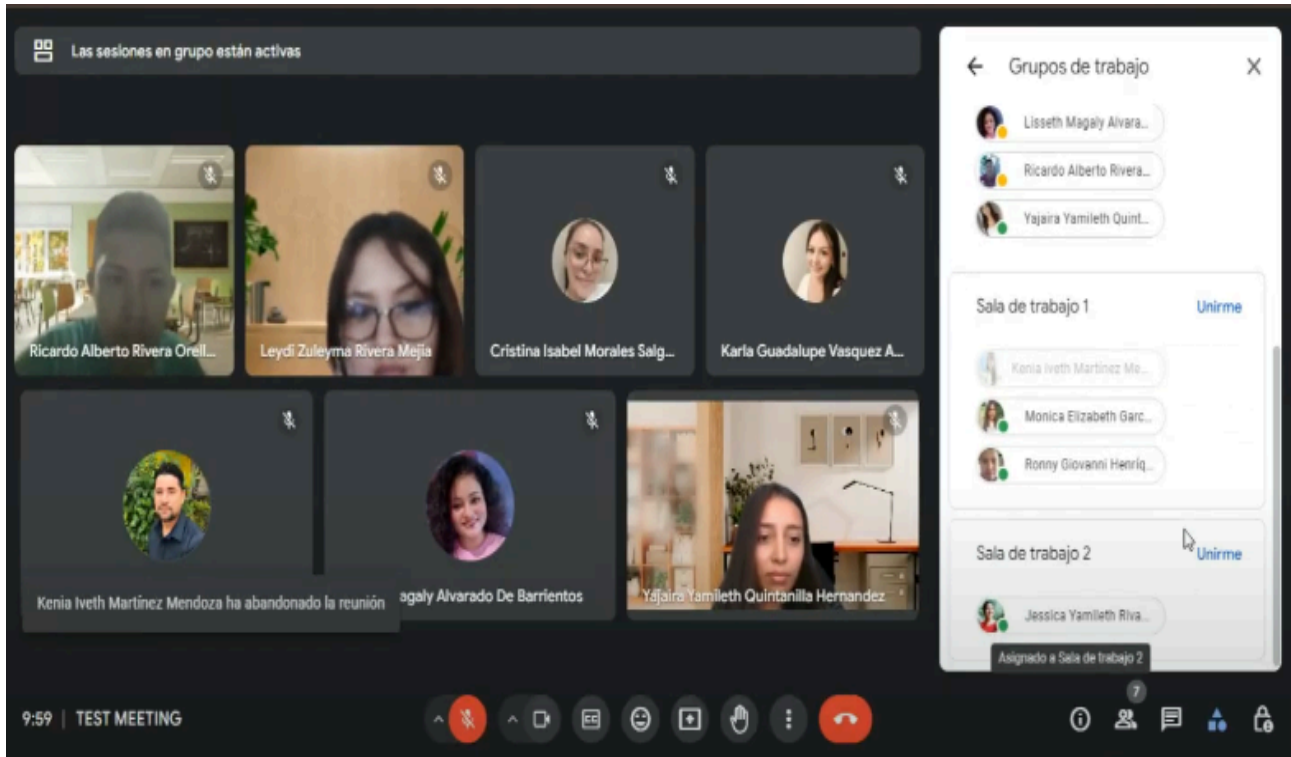 Las sesiones en grupo están activas
Ricardo Alberto Rivera Orell...
Leydi Zuleyma Rivera Mejia
Cristina Isabel Morales Salg...
Karla Guadalupe Vasquez A...
Kenia Iveth Martínez Mendoza ha abandonado la reunión
agaly Alvarado De Barrientos
Yajaira Yamileth Quintanilla Hernandez
Grupos de trabajo
Lisseth Magaly Alvara...
Ricardo Alberto Rivera...
Yajaira Yamileth Quint...
Sala de trabajo 1 Unirme
Kenia Iveth Martínez Me...
Monica Elizabeth Garc...
Ronny Giovanni Henríq...
Sala de trabajo 2 Unirme
Jessica Yamileth Riva...
Asignado a Sala de trabajo 2
9:59 | TEST MEETING
CC
7